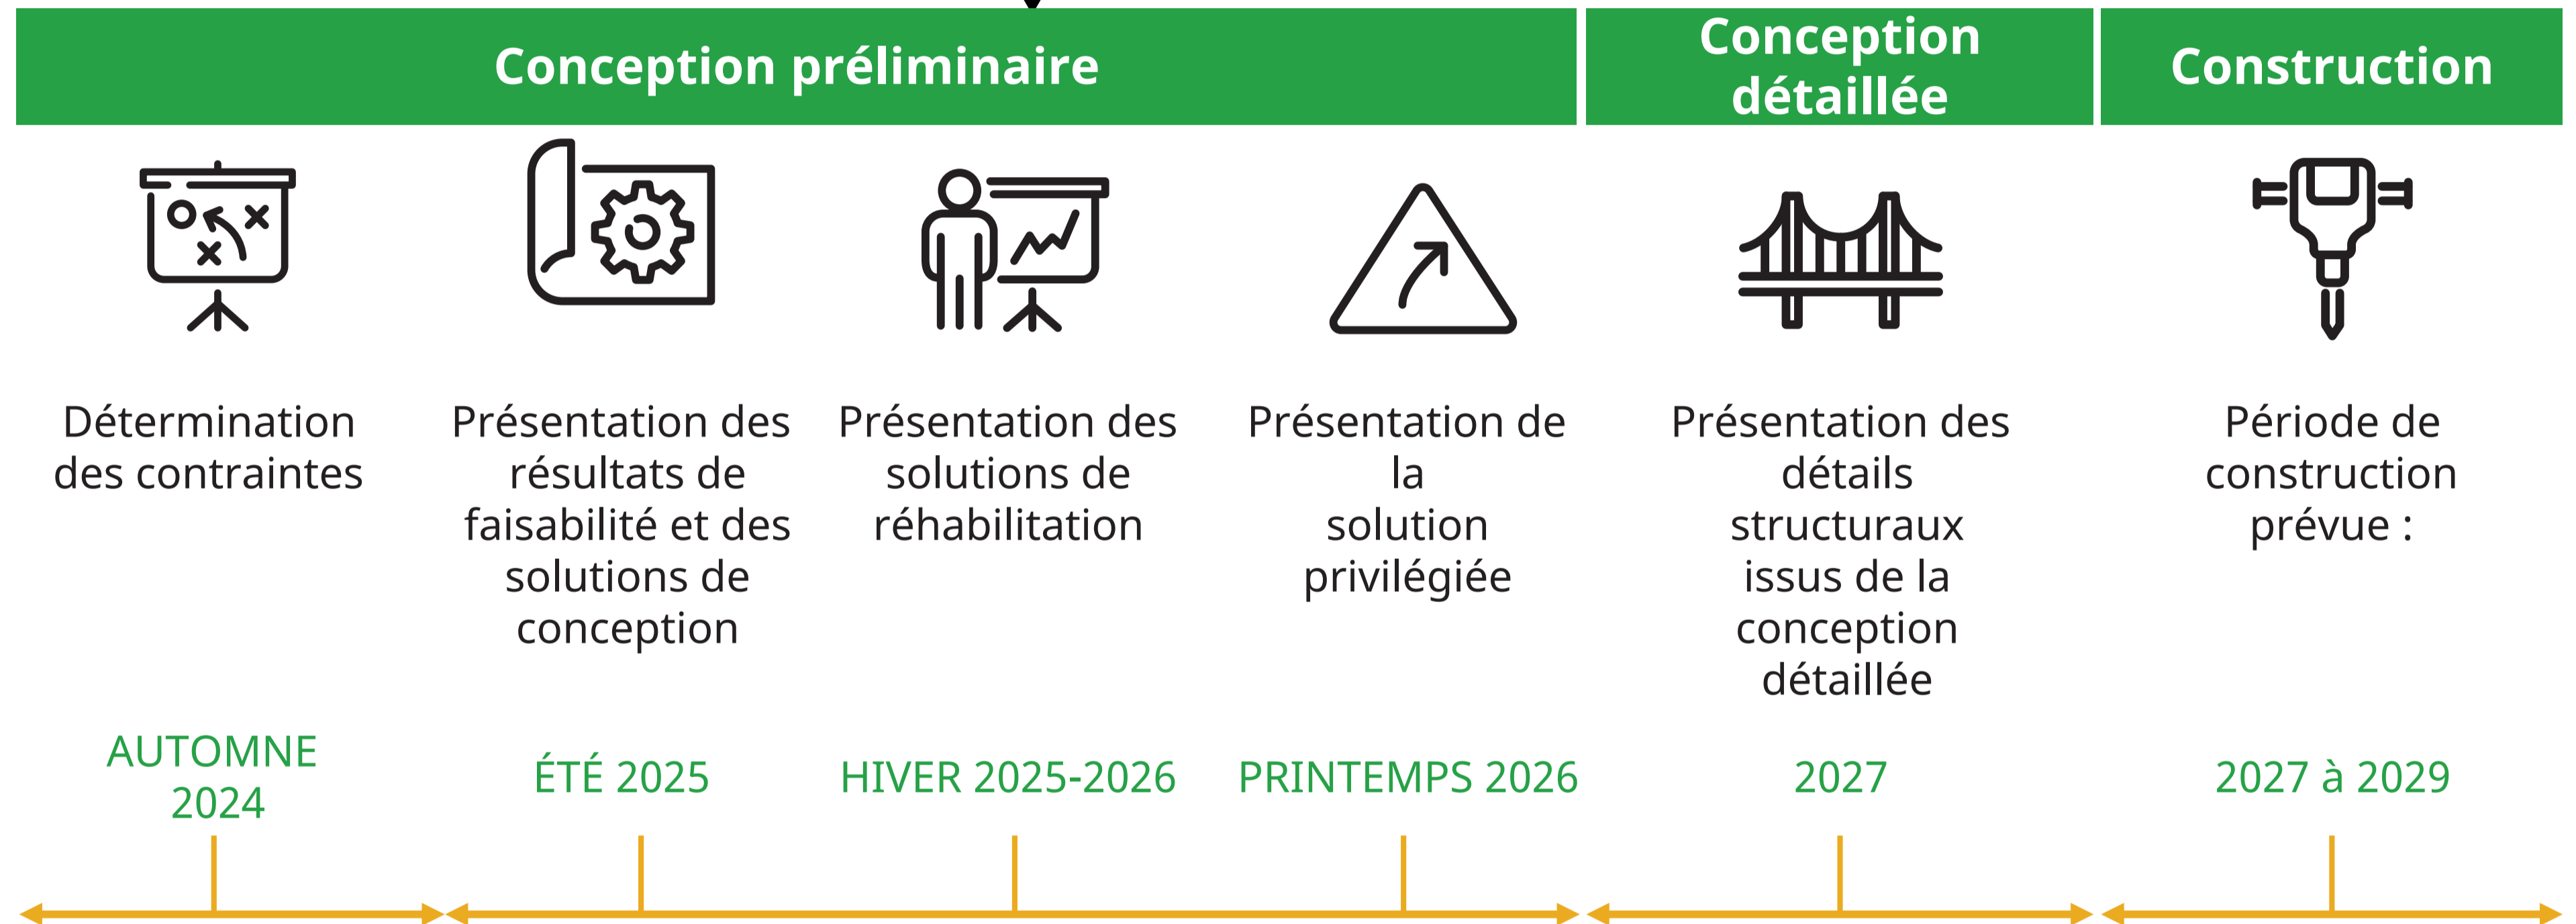 Conception préliminaire
Conception
détaillée
Construction
Détermination
des contraintes
Présentation des
résultats de
faisabilité et des
solutions de
conception
Présentation des
solutions de
réhabilitation
Présentation de
la
solution
privilégiée
Présentation des
détails
structuraux
issus de la
conception
détaillée
Période de
construction
prévue :
AUTOMNE
2024
ÉTÉ 2025
HIVER 2025-2026
PRINTEMPS 2026
2027
2027 à 2029